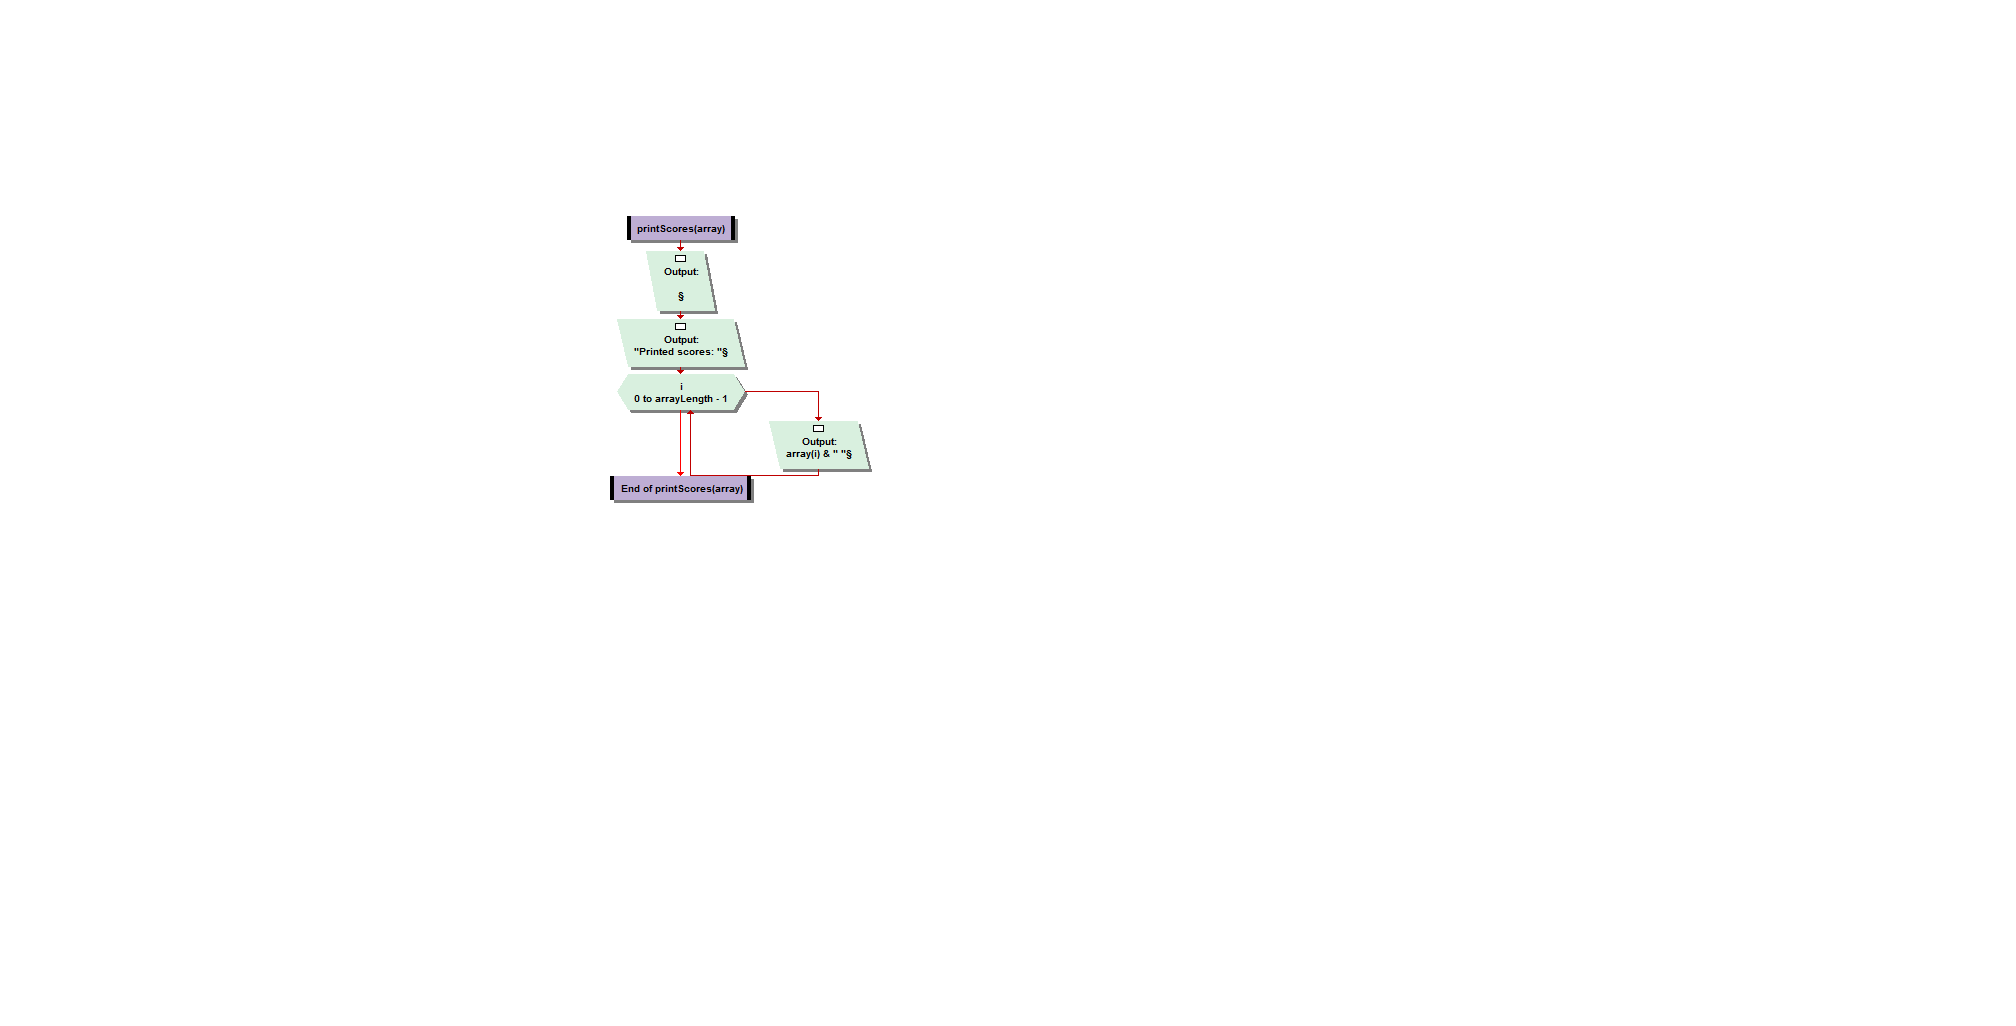 printScores(array)
Output:
§
Output:
"Printed scores: "§
i
0 to arrayLength - 1
Output:
array(i) & " "§
End of printScores(array)